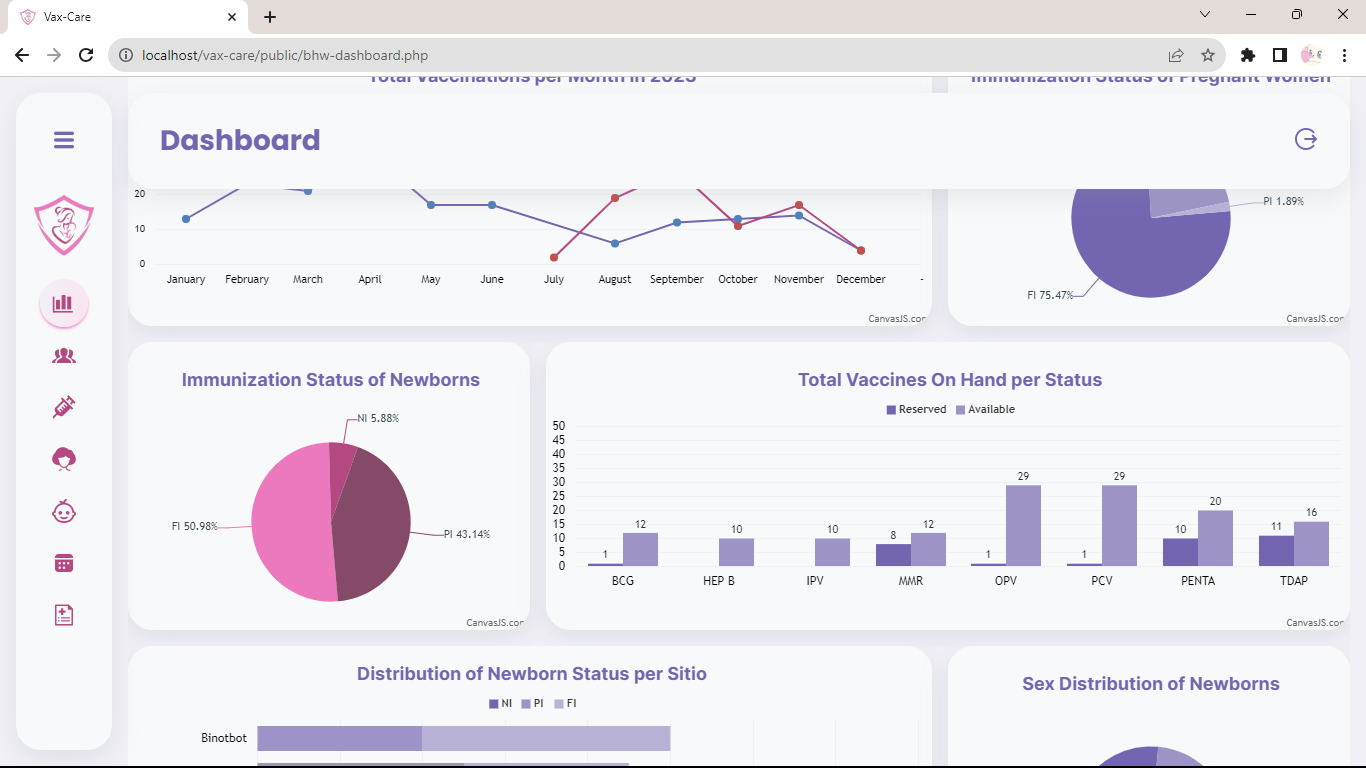 Vax-Care
localhost/vax-care/public/bhw-dashboard.php
Total Vaccinations per Month in 2023
Immunization Status of Pregnant Women
Dashboard
20
10
0
January February March April May June July August September October November December -
CanvasJS.com
PI 1.89%
FI 75.47%
CanvasJS.com
Immunization Status of Newborns
NI 5.88%
FI 50.98%
PI 43.14%
CanvasJS.com
Total Vaccines On Hand per Status
Reserved Available
50
45
40
35
30
25
20
15
10
5
0
1 12 10 10 8 12 1 29 1 29 10 20 11 16
BCG HEP B IPV MMR OPV PCV PENTA TDAP
CanvasJS.com
Distribution of Newborn Status per Sitio
NI PI FI
Binotbot
Sex Distribution of Newborns